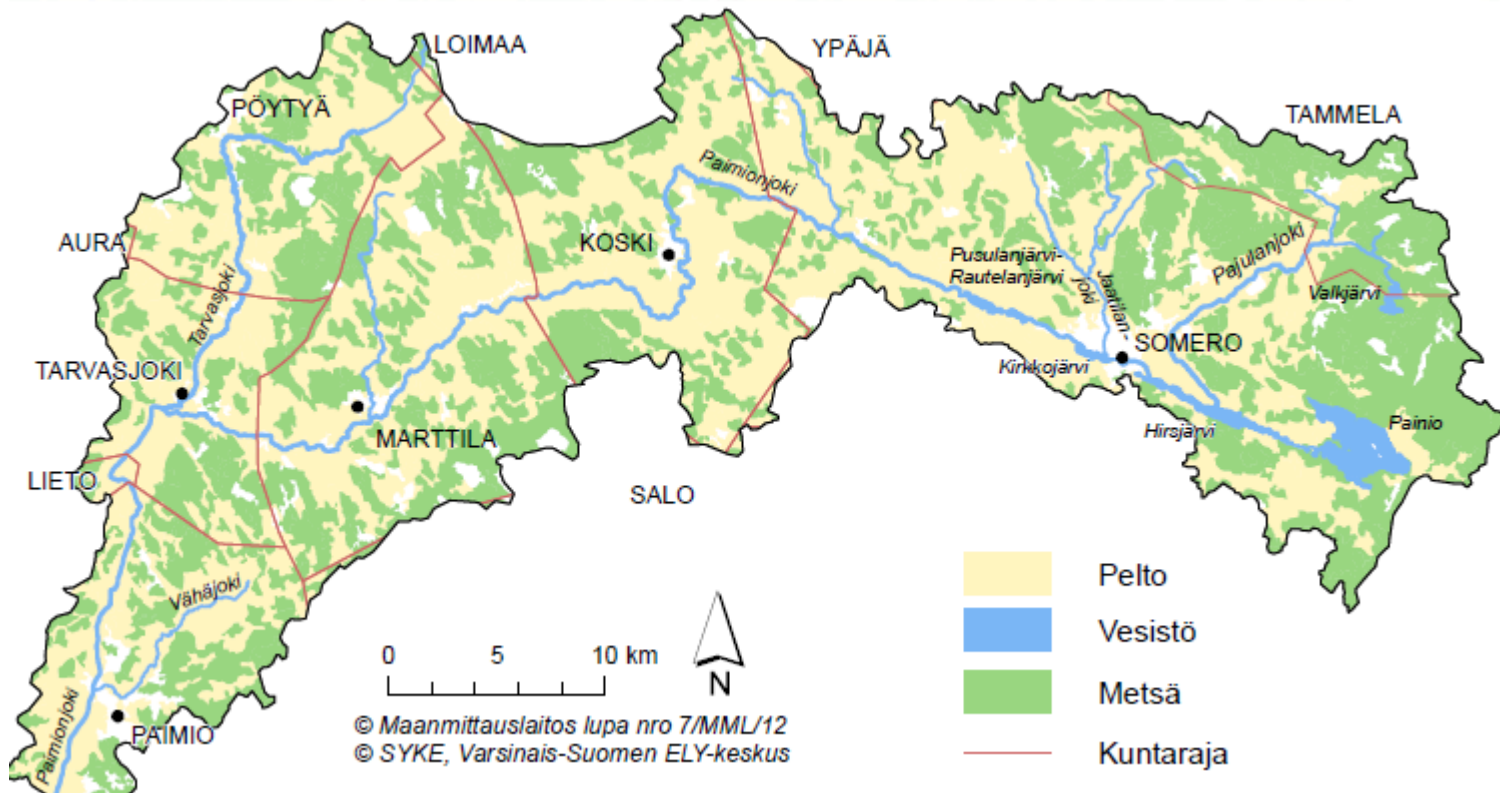 LOIMAA
YPÄJÄ
PÖYTYÄ
TAMMELA
Paimionjoki
AURA
KOSKI
Tarvasjoki
Pusulanjärvi-
Rautelanjärvi
Jaatilan-
joki
Pajulanjoki
Valkjärvi
SOMERO
TARVASJOKI
Kirkkojärvi
MARTTILA
Hirsjärvi
Painio
LIETO
SALO
Vähäjoki
Paimionjoki
PAIMIO
0 5 10 km
N
© Maanmittauslaitos lupa nro 7/MML/12
© SYKE, Varsinais-Suomen ELY-keskus
Pelto
Vesistö
Metsä
Kuntaraja